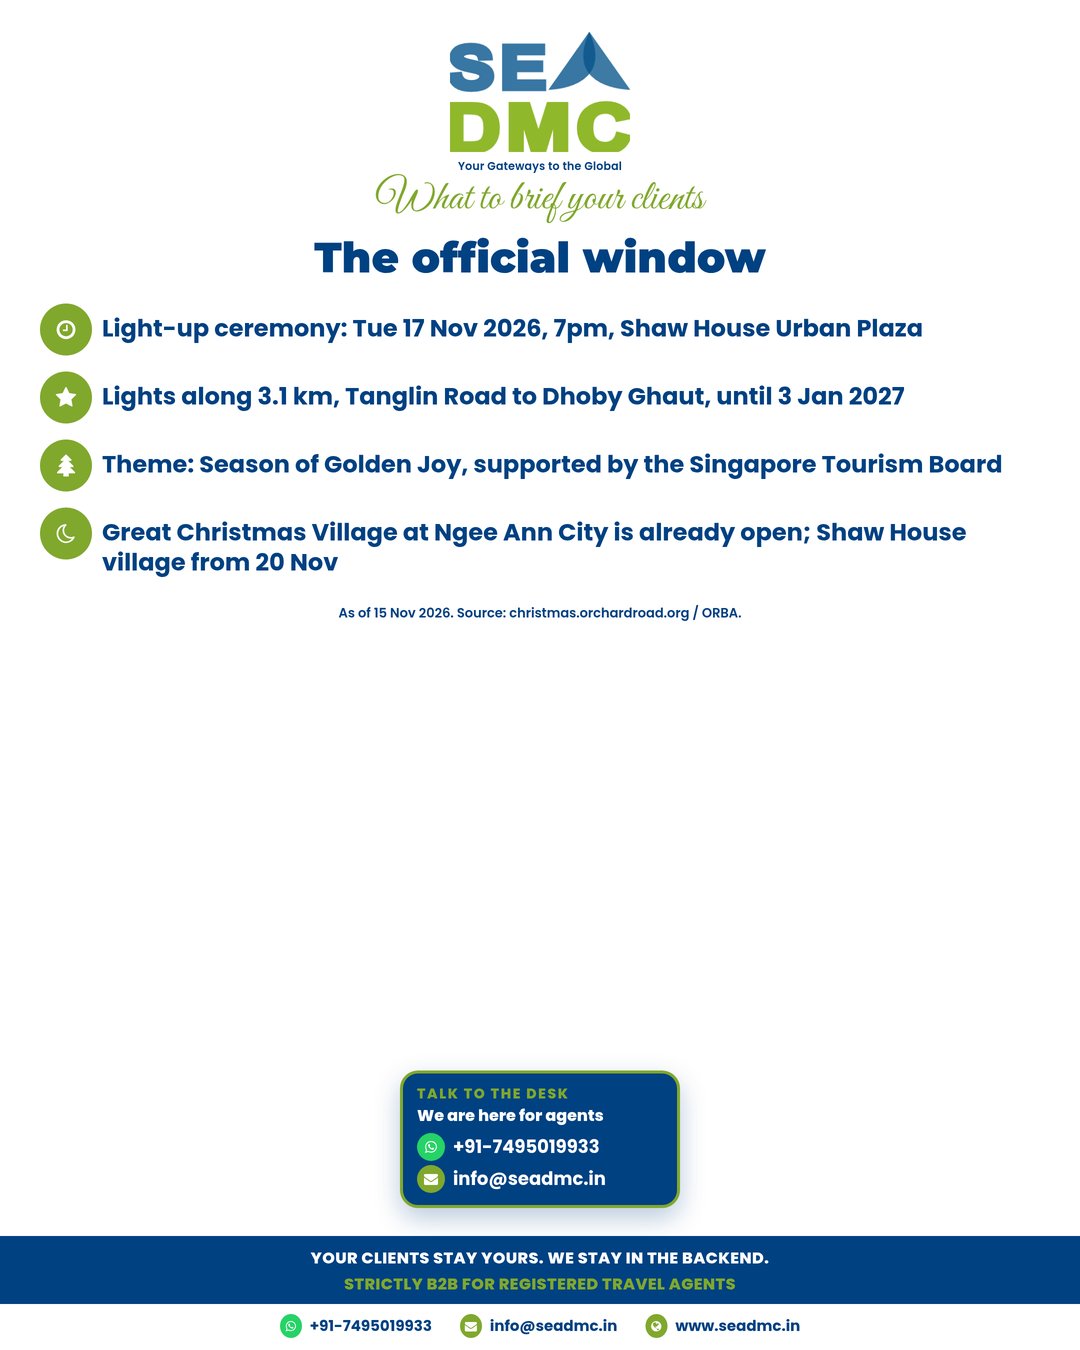 SEA
DMC
Your Gateways to the Global
What to brief your clients
The official window
Light-up ceremony: Tue 17 Nov 2026, 7pm, Shaw House Urban Plaza
Lights along 3.1 km, Tanglin Road to Dhoby Ghaut, until 3 Jan 2027
Theme: Season of Golden Joy, supported by the Singapore Tourism Board
Great Christmas Village at Ngee Ann City is already open; Shaw House
village from 20 Nov
As of 15 Nov 2026. Source: christmas.orchardroad.org / ORBA.
TALK TO THE DESK
We are here for agents
+91-7495019933
info@seadmc.in
YOUR CLIENTS STAY YOURS. WE STAY IN THE BACKEND.
STRICTLY B2B FOR REGISTERED TRAVEL AGENTS
+91-7495019933 info@seadmc.in www.seadmc.in